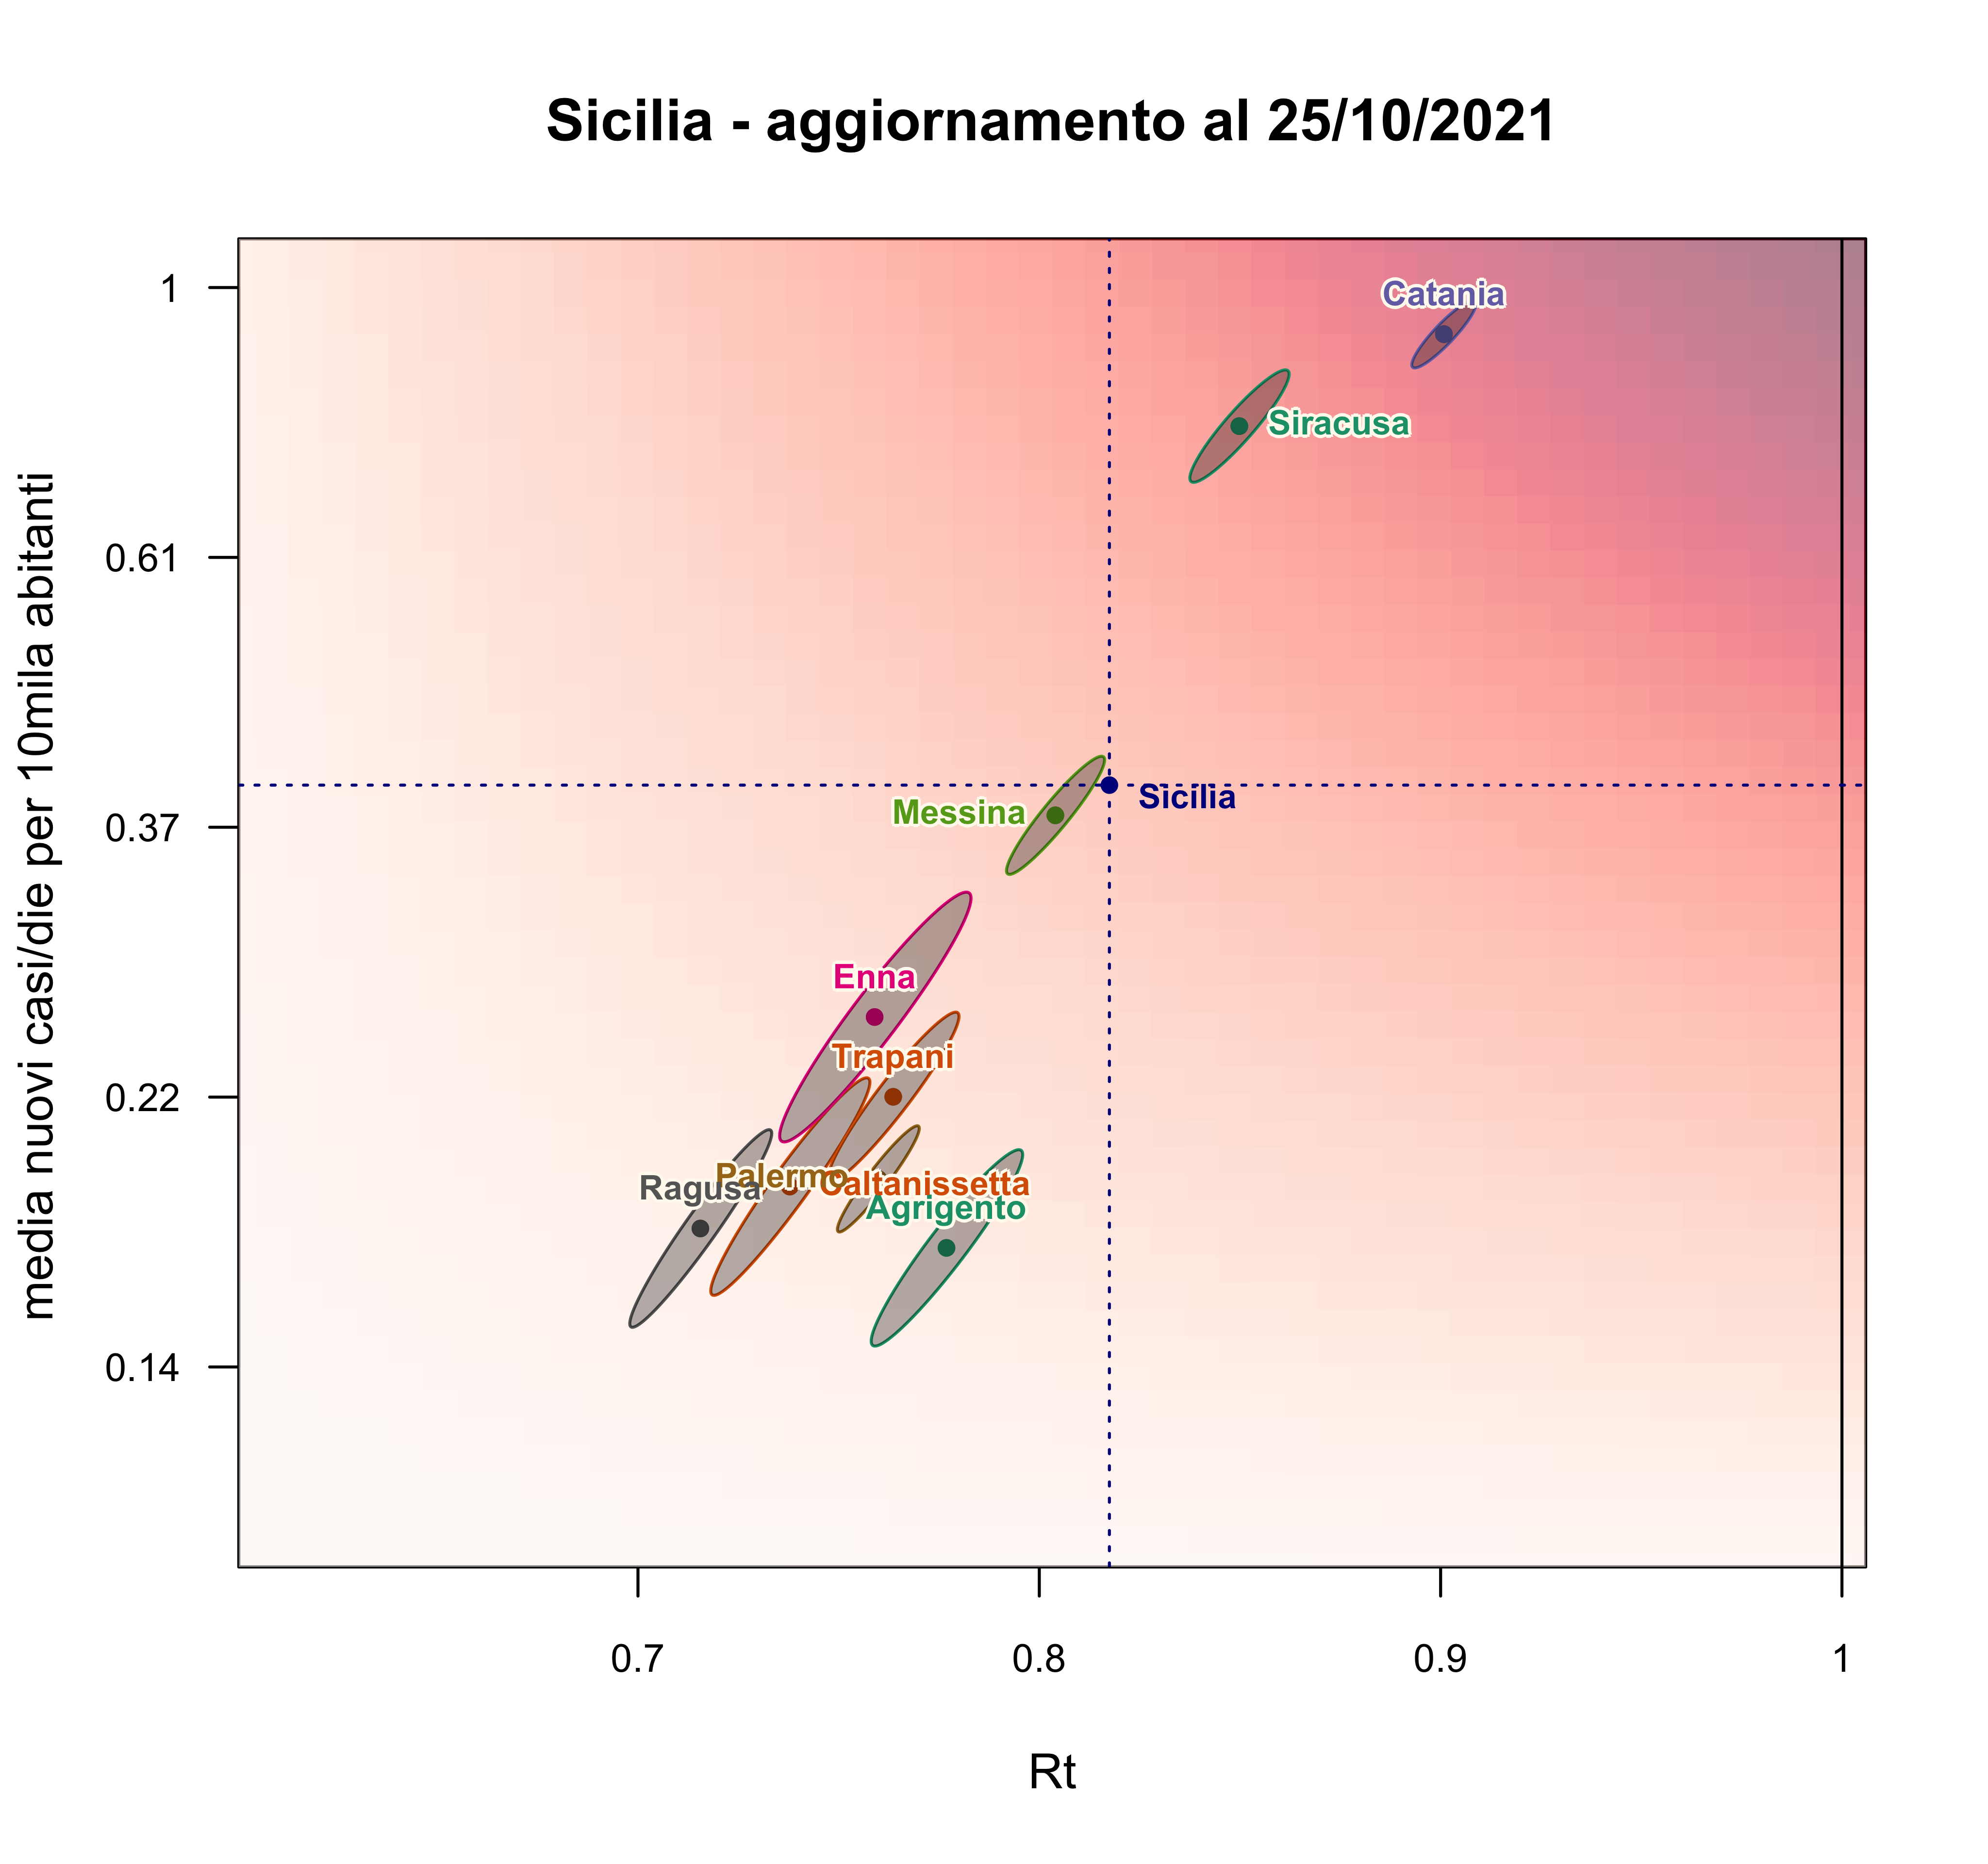 Sicilia - aggiornamento al 25/10/2021
media nuovi casi/die per 10mila abitanti
1
0.61
0.37
0.22
0.14
Catania
Siracusa
Sicilia
Messina
Enna
Trapani
Palermo
Ragusa
Caltanissetta
Agrigento
0.7
0.8
0.9
1
Rt